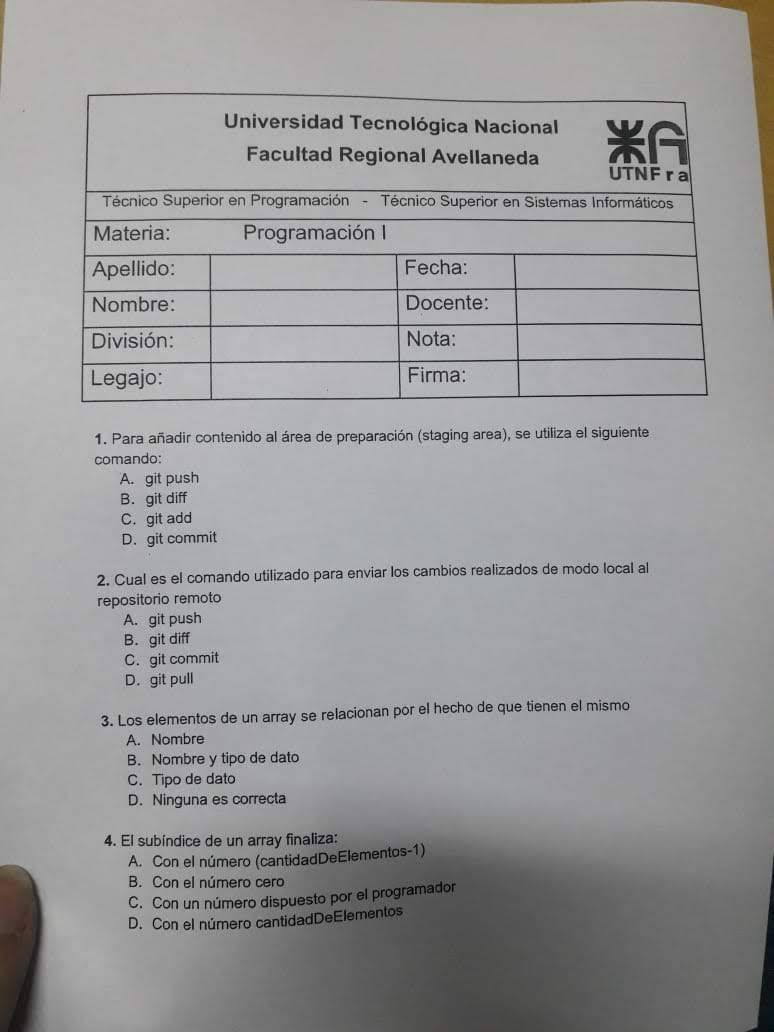 Universidad Tecnológica Nacional
Facultad Regional Avellaneda
UTNFra
Técnico Superior en Programación - Técnico Superior en Sistemas Informáticos
Materia: Programación I
Apellido: Fecha:
Nombre: Docente:
División: Nota:
Legajo: Firma:
1. Para añadir contenido al área de preparación (staging area), se utiliza el siguiente
comando:
A. git push
B. git diff
C. git add
D. git commit
2. Cual es el comando utilizado para enviar los cambios realizados de modo local al
repositorio remoto
A. git push
B. git diff
C. git commit
D. git pull
3. Los elementos de un array se relacionan por el hecho de que tienen el mismo
A. Nombre
B. Nombre y tipo de dato
C. Tipo de dato
D. Ninguna es correcta
4. El subíndice de un array finaliza:
A. Con el número (cantidadDeElementos-1)
B. Con el número cero
C. Con un número dispuesto por el programador
D. Con el número cantidadDeElementos